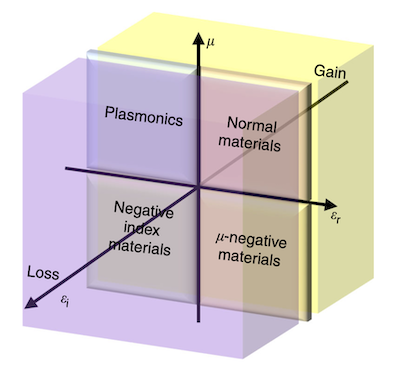 μ
Gain
Plasmonics
Normal
materials
εr
Negative
index
materials
μ-negative
materials
Loss
εi